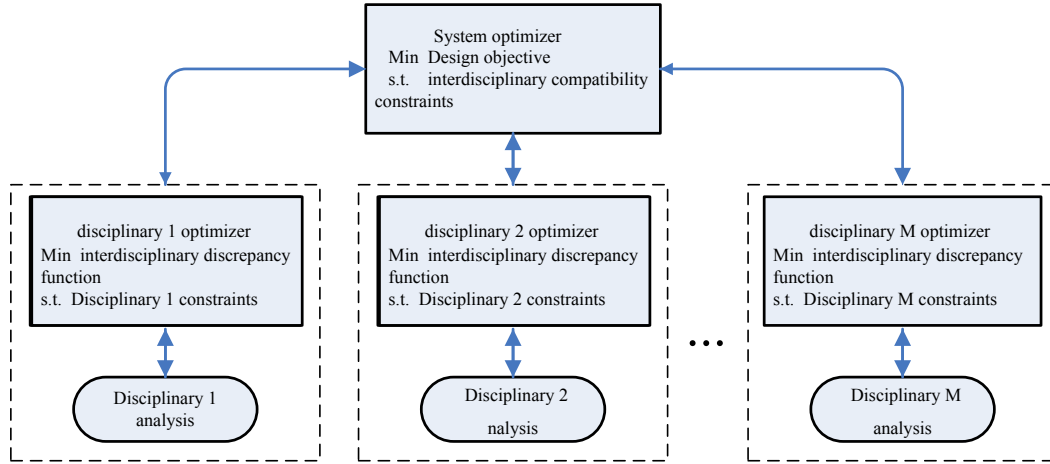 System optimizer
Min Design objective
s.t. interdisciplinary compatibility
constraints
disciplinary 1 optimizer
Min interdisciplinary discrepancy
function
s.t. Disciplinary 1 constraints
disciplinary 2 optimizer
Min interdisciplinary discrepancy
function
s.t. Disciplinary 2 constraints
disciplinary M optimizer
Min interdisciplinary discrepancy
function
s.t. Disciplinary M constraints
...
Disciplinary 1
analysis
Disciplinary 2
nalysis
Disciplinary M
analysis